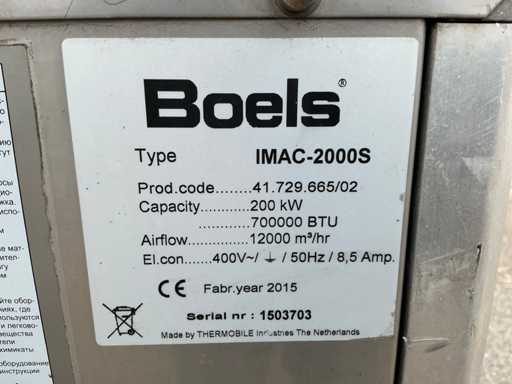 Boels®
Type IMAC-2000S
Prod.code........41.729.665/02
Capacity.............200 kW
.............700000 BTU
Airflow...............12000 m³/hr
El.con......400V~/ ⏚ / 50Hz / 8,5 Amp.
CE Fabr.year 2015
Serial nr : 1503703
Made by THERMOBILE Industries The Netherlands
оборудование
инструкции